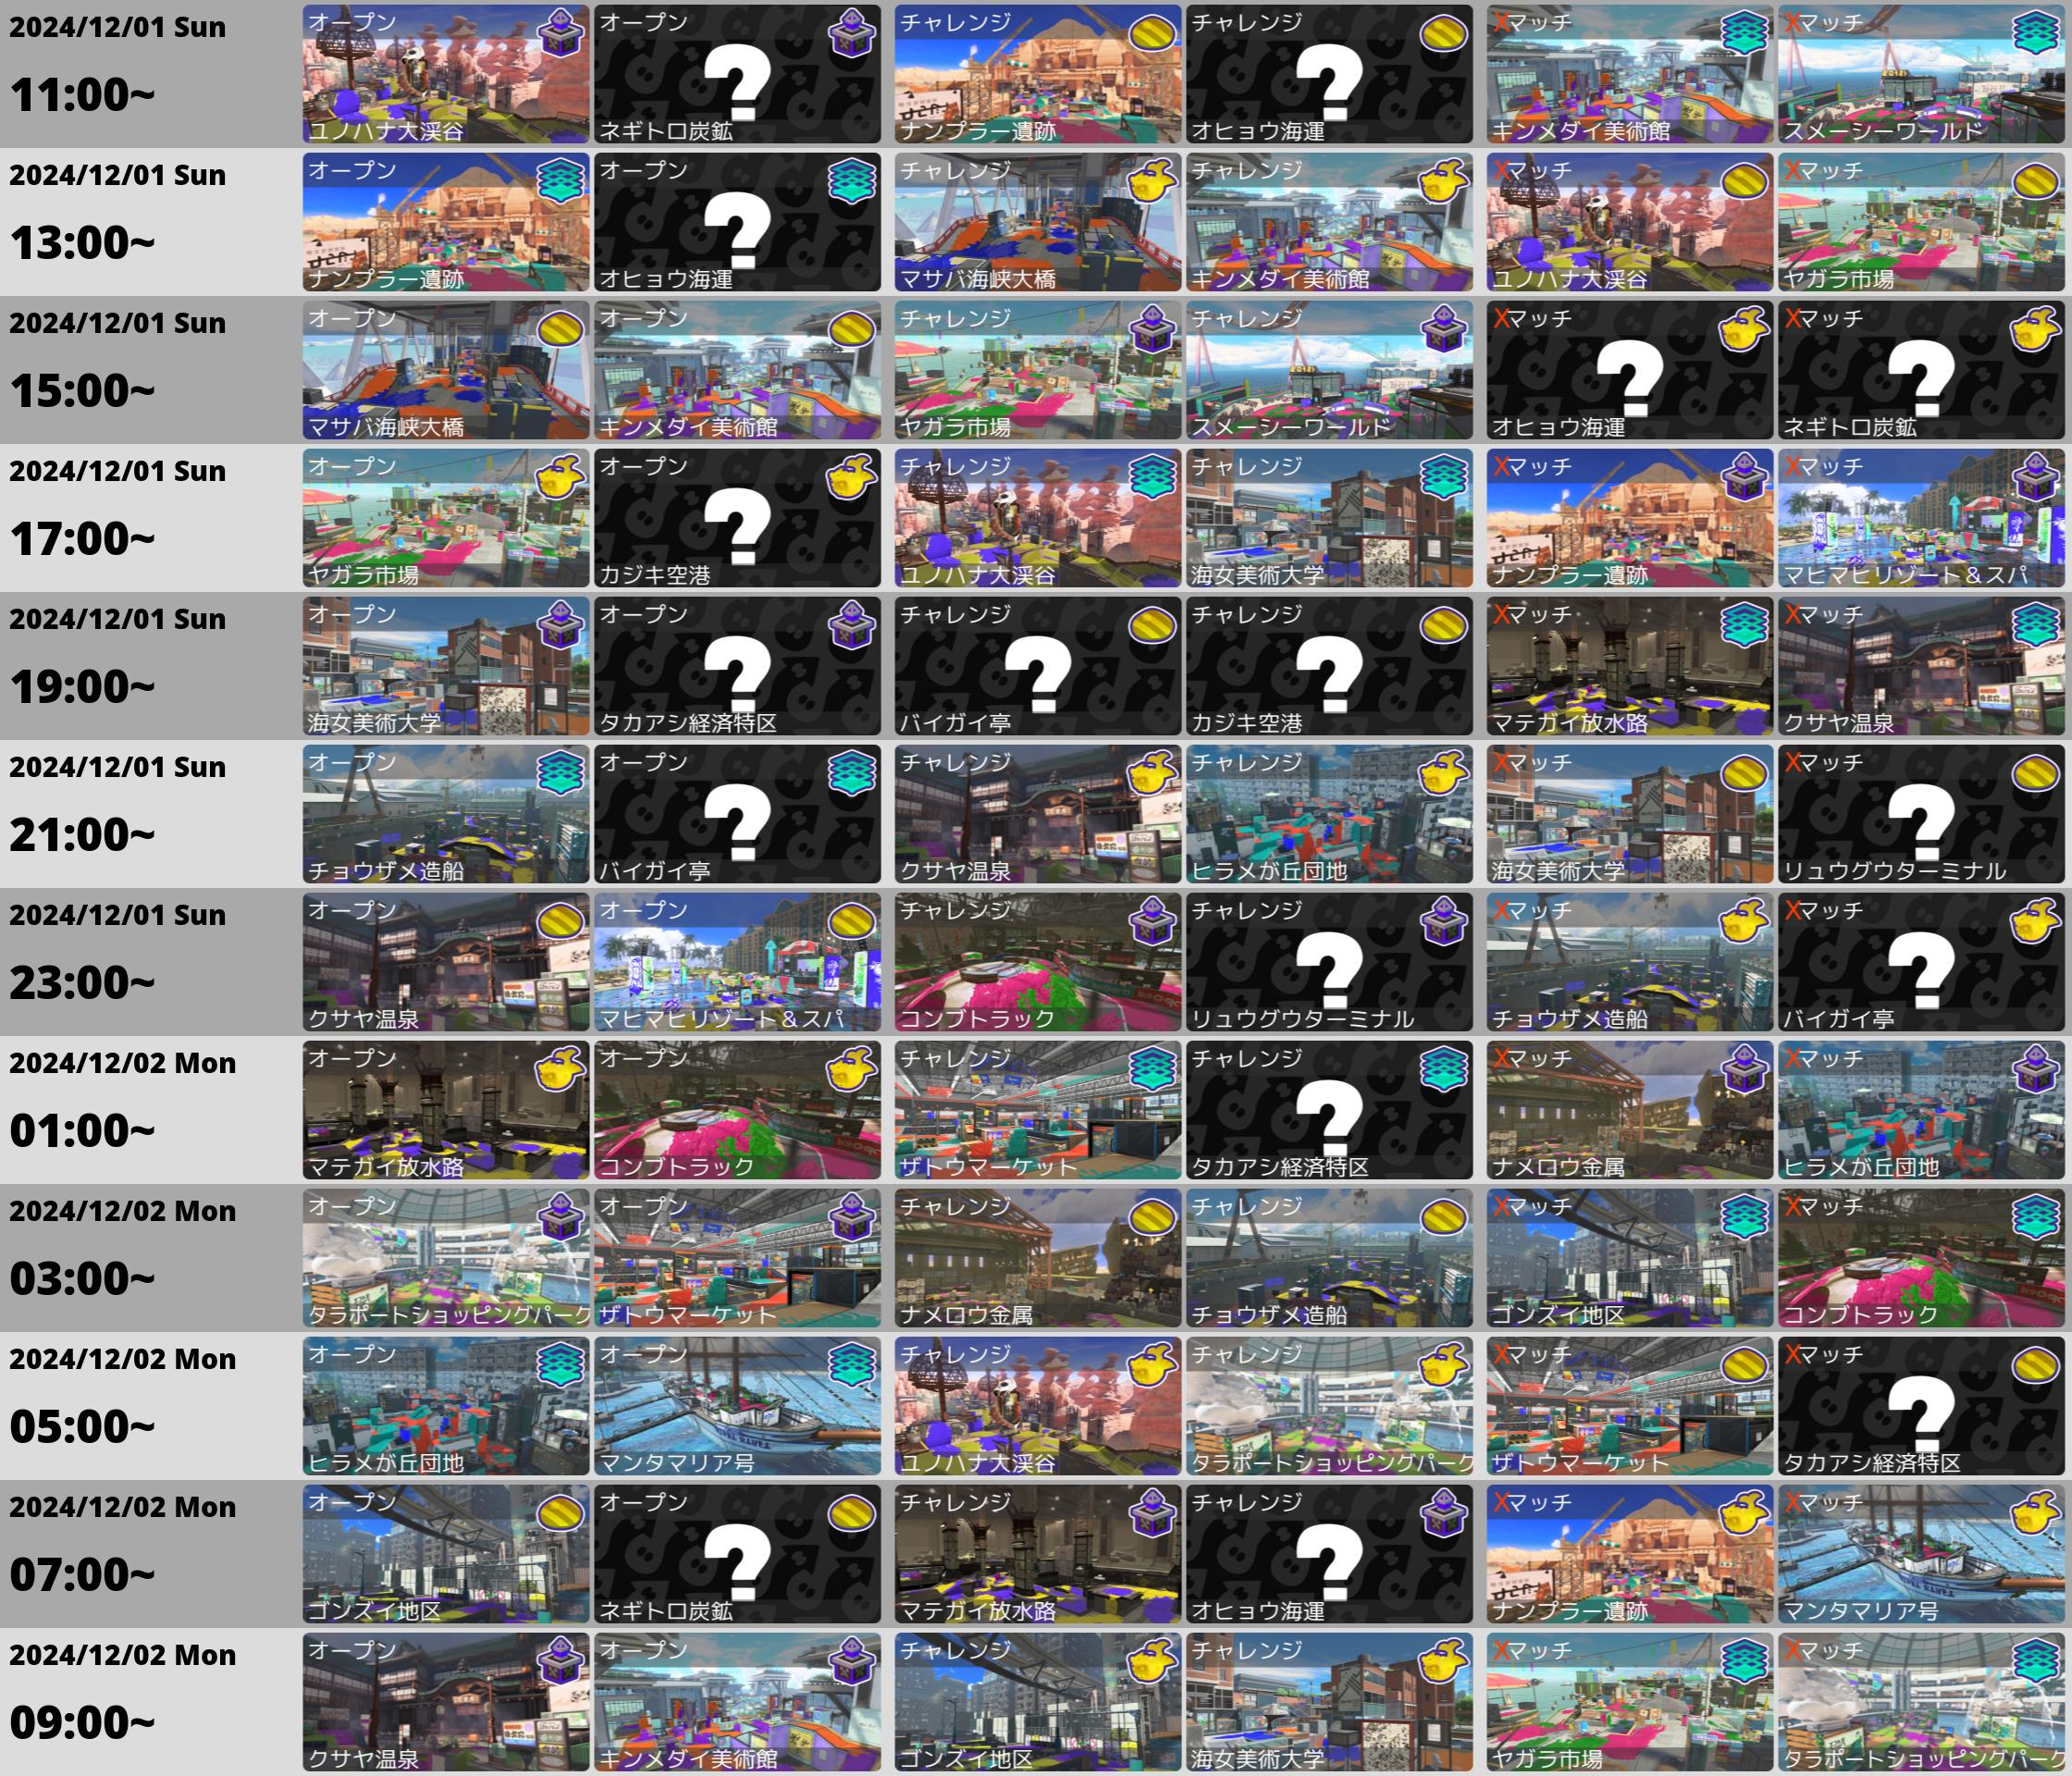 2024/12/01 Sun
11:00~
オープン
ユノハナ大渓谷
オープン
ネギトロ炭鉱
チャレンジ
ナンプラー遺跡
チャレンジ
オヒョウ海運
Xマッチ
キンメダイ美術館
Xマッチ
スメーシーワールド
2024/12/01 Sun
13:00~
オープン
ナンプラー遺跡
オープン
オヒョウ海運
チャレンジ
マサバ海峡大橋
チャレンジ
キンメダイ美術館
Xマッチ
ユノハナ大渓谷
Xマッチ
ヤガラ市場
2024/12/01 Sun
15:00~
オープン
マサバ海峡大橋
オープン
キンメダイ美術館
チャレンジ
ヤガラ市場
チャレンジ
スメーシーワールド
Xマッチ
オヒョウ海運
Xマッチ
ネギトロ炭鉱
2024/12/01 Sun
17:00~
オープン
ヤガラ市場
オープン
カジキ空港
チャレンジ
ユノハナ大渓谷
チャレンジ
海女美術大学
Xマッチ
ナンプラー遺跡
Xマッチ
マヒマヒリゾート＆スパ
2024/12/01 Sun
19:00~
オープン
海女美術大学
オープン
タカアシ経済特区
チャレンジ
バイガイ亭
チャレンジ
カジキ空港
Xマッチ
マテガイ放水路
Xマッチ
クサヤ温泉
2024/12/01 Sun
21:00~
オープン
チョウザメ造船
オープン
バイガイ亭
チャレンジ
クサヤ温泉
チャレンジ
ヒラメが丘団地
Xマッチ
海女美術大学
Xマッチ
リュウグウターミナル
2024/12/01 Sun
23:00~
オープン
クサヤ温泉
オープン
マヒマヒリゾート＆スパ
チャレンジ
コンブトラック
チャレンジ
リュウグウターミナル
Xマッチ
チョウザメ造船
Xマッチ
バイガイ亭
2024/12/02 Mon
01:00~
オープン
マテガイ放水路
オープン
コンブトラック
チャレンジ
ザトウマーケット
チャレンジ
タカアシ経済特区
Xマッチ
ナメロウ金属
Xマッチ
ヒラメが丘団地
2024/12/02 Mon
03:00~
オープン
タラポートショッピングパーク
オープン
ザトウマーケット
チャレンジ
ナメロウ金属
チャレンジ
チョウザメ造船
Xマッチ
ゴンズイ地区
Xマッチ
コンブトラック
2024/12/02 Mon
05:00~
オープン
ヒラメが丘団地
オープン
マンタマリア号
チャレンジ
ユノハナ大渓谷
チャレンジ
タラポートショッピングパーク
Xマッチ
ザトウマーケット
Xマッチ
タカアシ経済特区
2024/12/02 Mon
07:00~
オープン
ゴンズイ地区
オープン
ネギトロ炭鉱
チャレンジ
マテガイ放水路
チャレンジ
オヒョウ海運
Xマッチ
ナンプラー遺跡
Xマッチ
マンタマリア号
2024/12/02 Mon
09:00~
オープン
クサヤ温泉
オープン
キンメダイ美術館
チャレンジ
ゴンズイ地区
チャレンジ
海女美術大学
Xマッチ
ヤガラ市場
Xマッチ
タラポートショッピングパーク